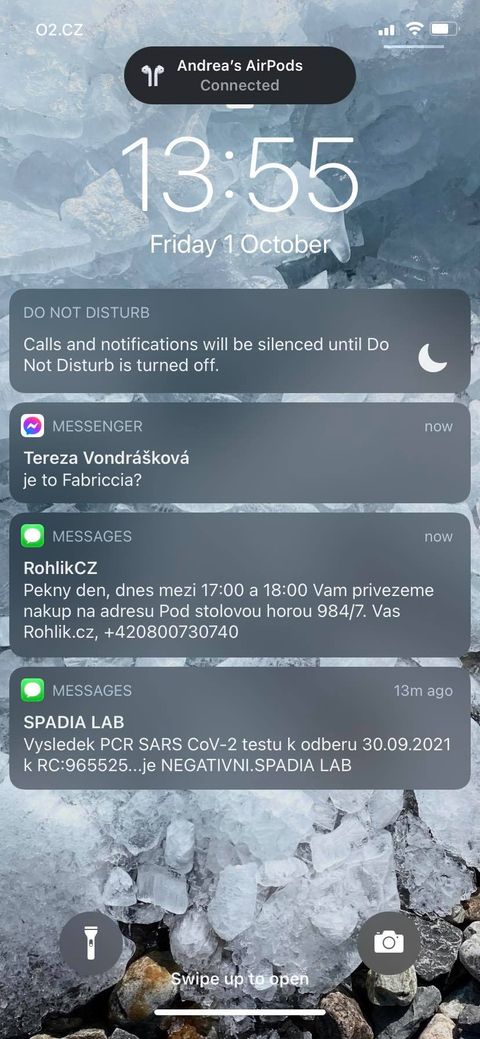 O2.CZ
Andrea's AirPods
Connected
13:55
Friday 1 October
DO NOT DISTURB
Calls and notifications will be silenced until Do
Not Disturb is turned off.
MESSENGER now
Tereza Vondrášková
je to Fabriccia?
MESSAGES now
RohlikCZ
Pekny den, dnes mezi 17:00 a 18:00 Vam privezeme
nakup na adresu Pod stolovou horou 984/7. Vas
Rohlik.cz, +420800730740
MESSAGES 13m ago
SPADIA LAB
Vysledek PCR SARS CoV-2 testu k odberu 30.09.2021
k RC:965525...je NEGATIVNI.SPADIA LAB
Swipe up to open